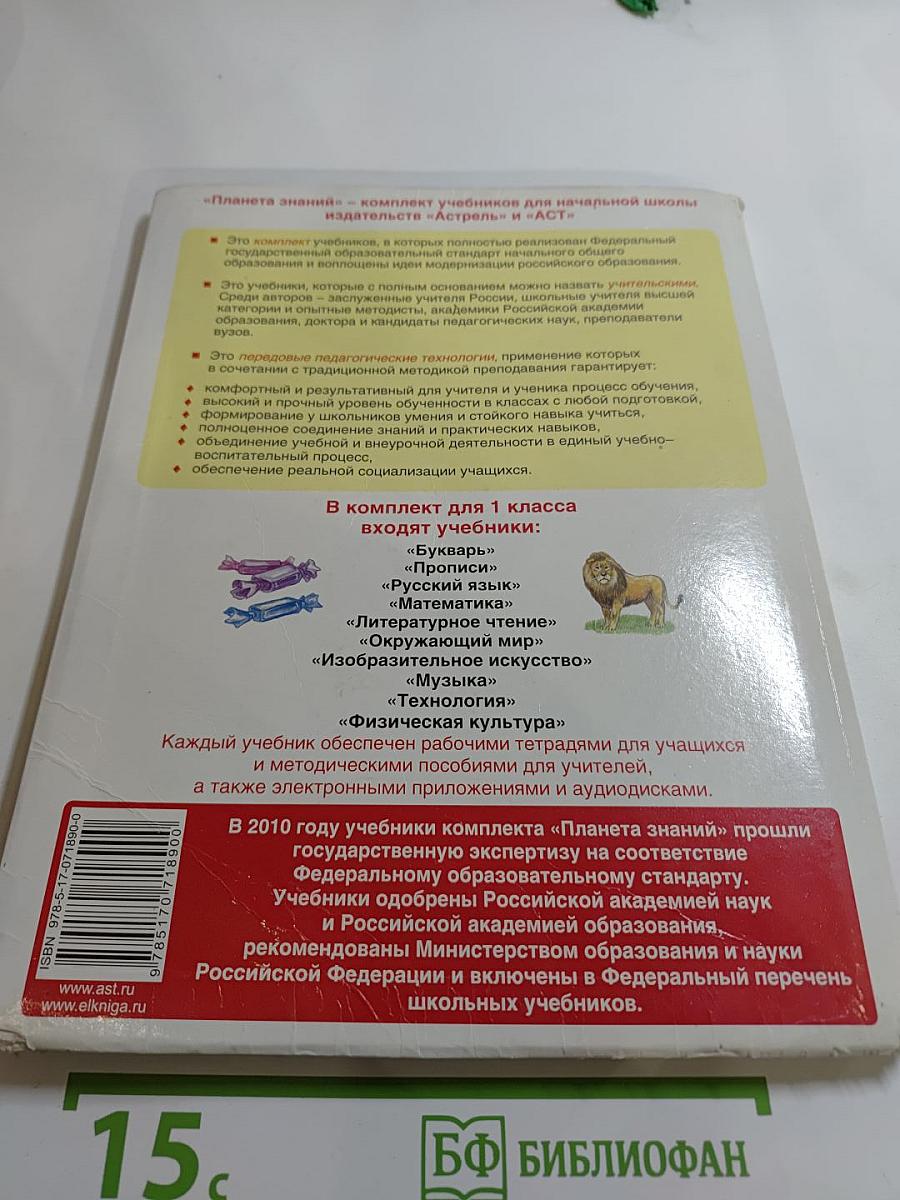 «Планета знаний» – комплект учебников для начальной школы
издательств «Астрель» и «АСТ»
Это комплект учебников, в которых полностью реализован Федеральный
государственный образовательный стандарт начального общего
образования и воплощены идеи модернизации российского образования.
Это учебники, которые с полным основанием можно назвать учительскими.
Среди авторов – заслуженные учителя России, школьные учителя высшей
категории и опытные методисты, академики Российской академии
образования, доктора и кандидаты педагогических наук, преподаватели
вузов.
Это передовые педагогические технологии, применение которых
в сочетании с традиционной методикой преподавания гарантирует:
комфортный и результативный для учителя и ученика процесс обучения,
высокий и прочный уровень обученности в классах с любой подготовкой,
формирование у школьников умения и стойкого навыка учиться,
полноценное соединение знаний и практических навыков,
объединение учебной и внеурочной деятельности в единый учебно–
воспитательный процесс,
обеспечение реальной социализации учащихся.
В комплект для 1 класса
входят учебники:
«Букварь»
«Прописи»
«Русский язык»
«Математика»
«Литературное чтение»
«Окружающий мир»
«Изобразительное искусство»
«Музыка»
«Технология»
«Физическая культура»
Каждый учебник обеспечен рабочими тетрадями для учащихся
и методическими пособиями для учителей,
а также электронными приложениями и аудиодисками.
В 2010 году учебники комплекта «Планета знаний» прошли
государственную экспертизу на соответствие
Федеральному образовательному стандарту.
Учебники одобрены Российской академией наук
и Российской академией образования,
рекомендованы Министерством образования и науки
Российской Федерации и включены в Федеральный перечень
школьных учебников.
ISBN 978-5-17-071890-0
9 785170 718900
www.ast.ru
www.elkniga.ru
15 с
БФ БИБЛИОФАН